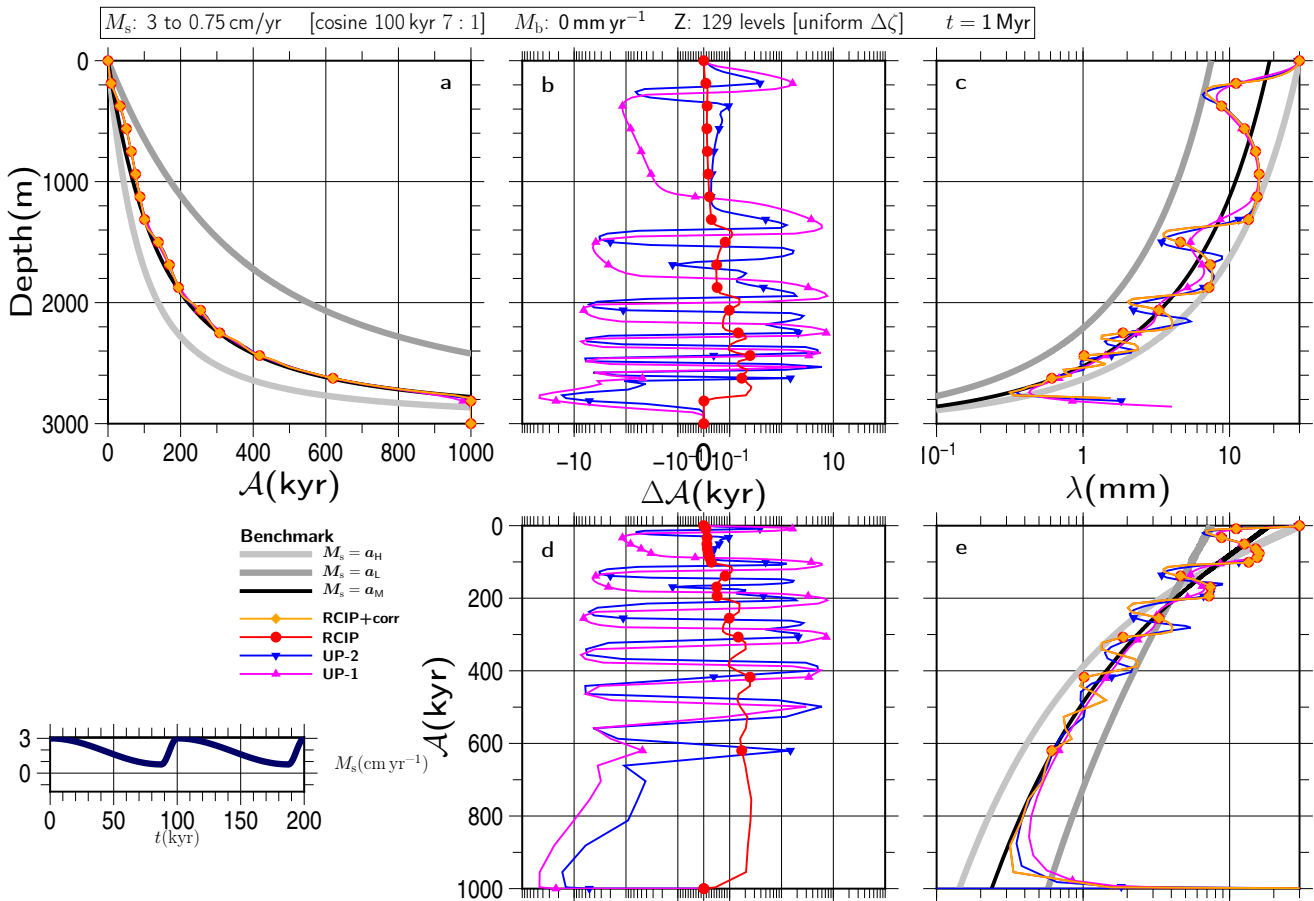 Mₛ: 3 to 0.75 cm/yr [cosine 100 kyr 7 : 1] M_b: 0 mm yr⁻¹ Z: 129 levels [uniform Δζ] t = 1 Myr
a
b
c
0
1000
2000
3000
Depth(m)
0 200 400 600 800 1000
𝒜(kyr)
−10 −10⁻¹ 0 10⁻¹ 10
Δ𝒜(kyr)
10⁻¹ 1 10
λ(mm)
d
e
0
200
400
600
800
1000
𝒜(kyr)
Benchmark
Mₛ = a_H
Mₛ = a_L
Mₛ = a_M
RCIP+corr
RCIP
UP-2
UP-1
3
0
Mₛ(cm yr⁻¹)
0 50 100 150 200
t(kyr)